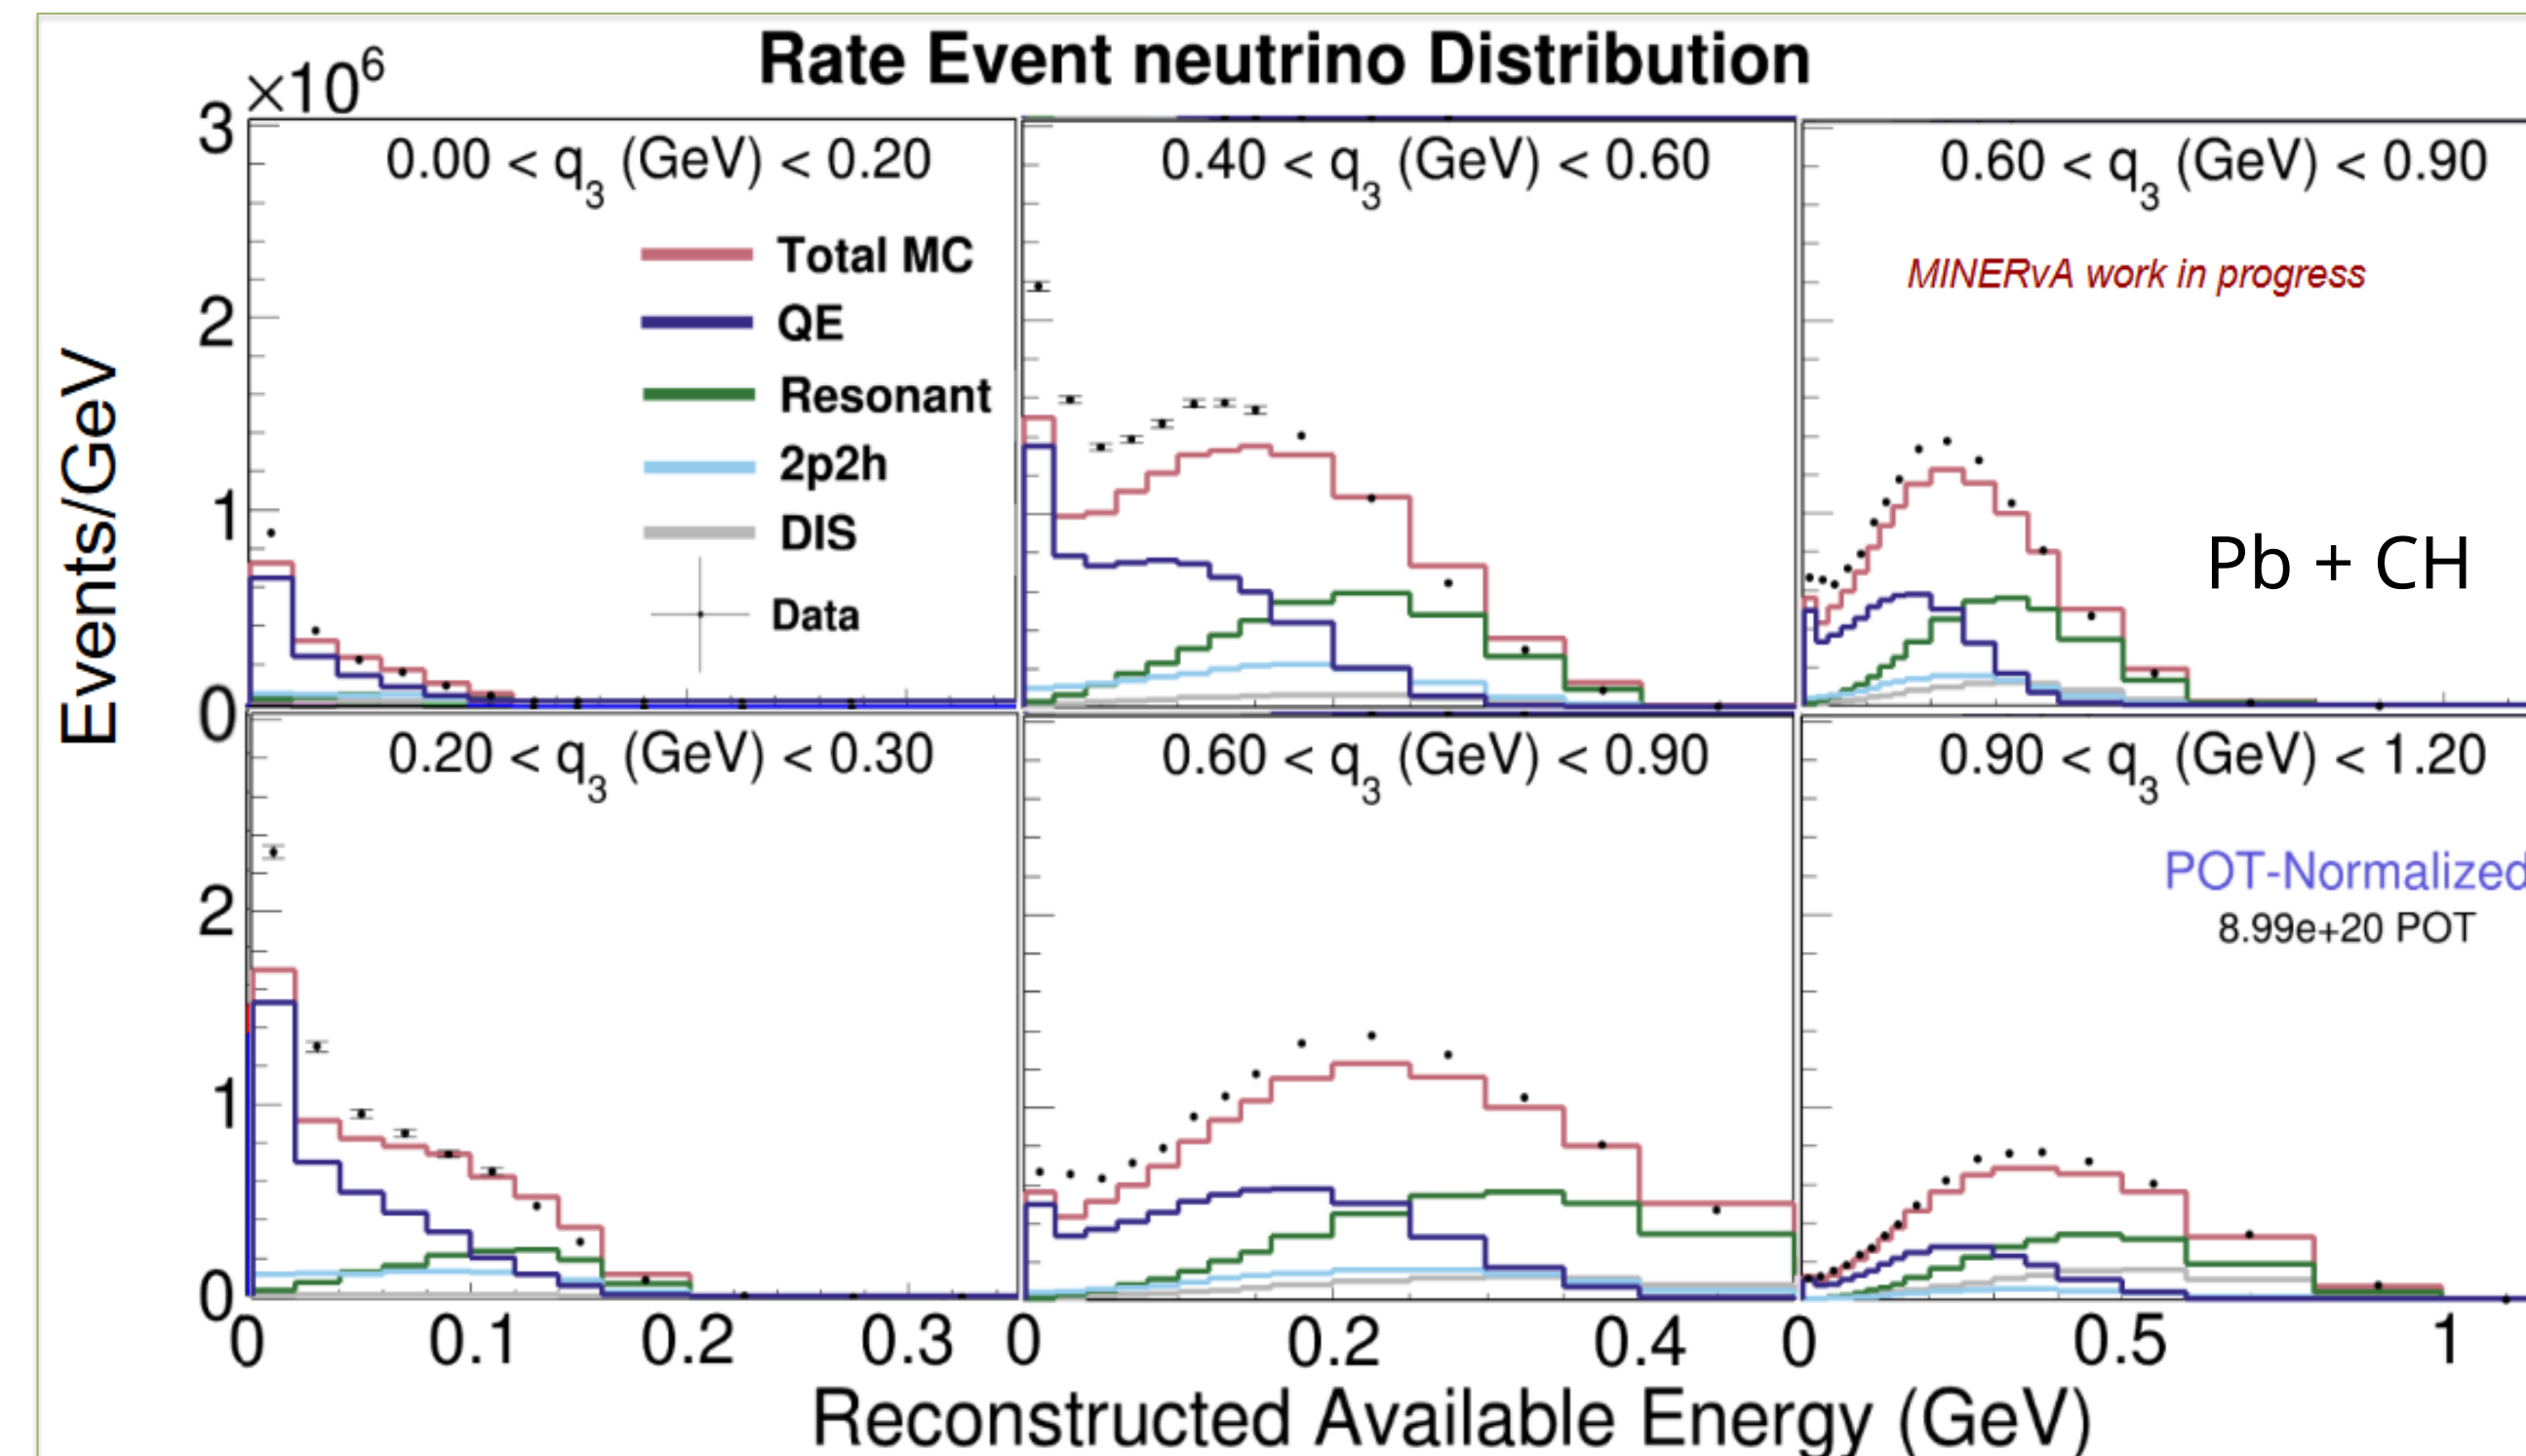 Rate Event neutrino Distribution
×10⁶
3
2
1
0
Events/GeV
0.00 < q₃ (GeV) < 0.20
Total MC
QE
Resonant
2p2h
DIS
Data
0.40 < q₃ (GeV) < 0.60
0.60 < q₃ (GeV) < 0.90
MINERvA work in progress
Pb + CH
2
1
0
0.20 < q₃ (GeV) < 0.30
0.60 < q₃ (GeV) < 0.90
0.90 < q₃ (GeV) < 1.20
POT-Normalized
8.99e+20 POT
0 0.1 0.2 0.3 0 0.2 0.4 0 0.5 1
Reconstructed Available Energy (GeV)